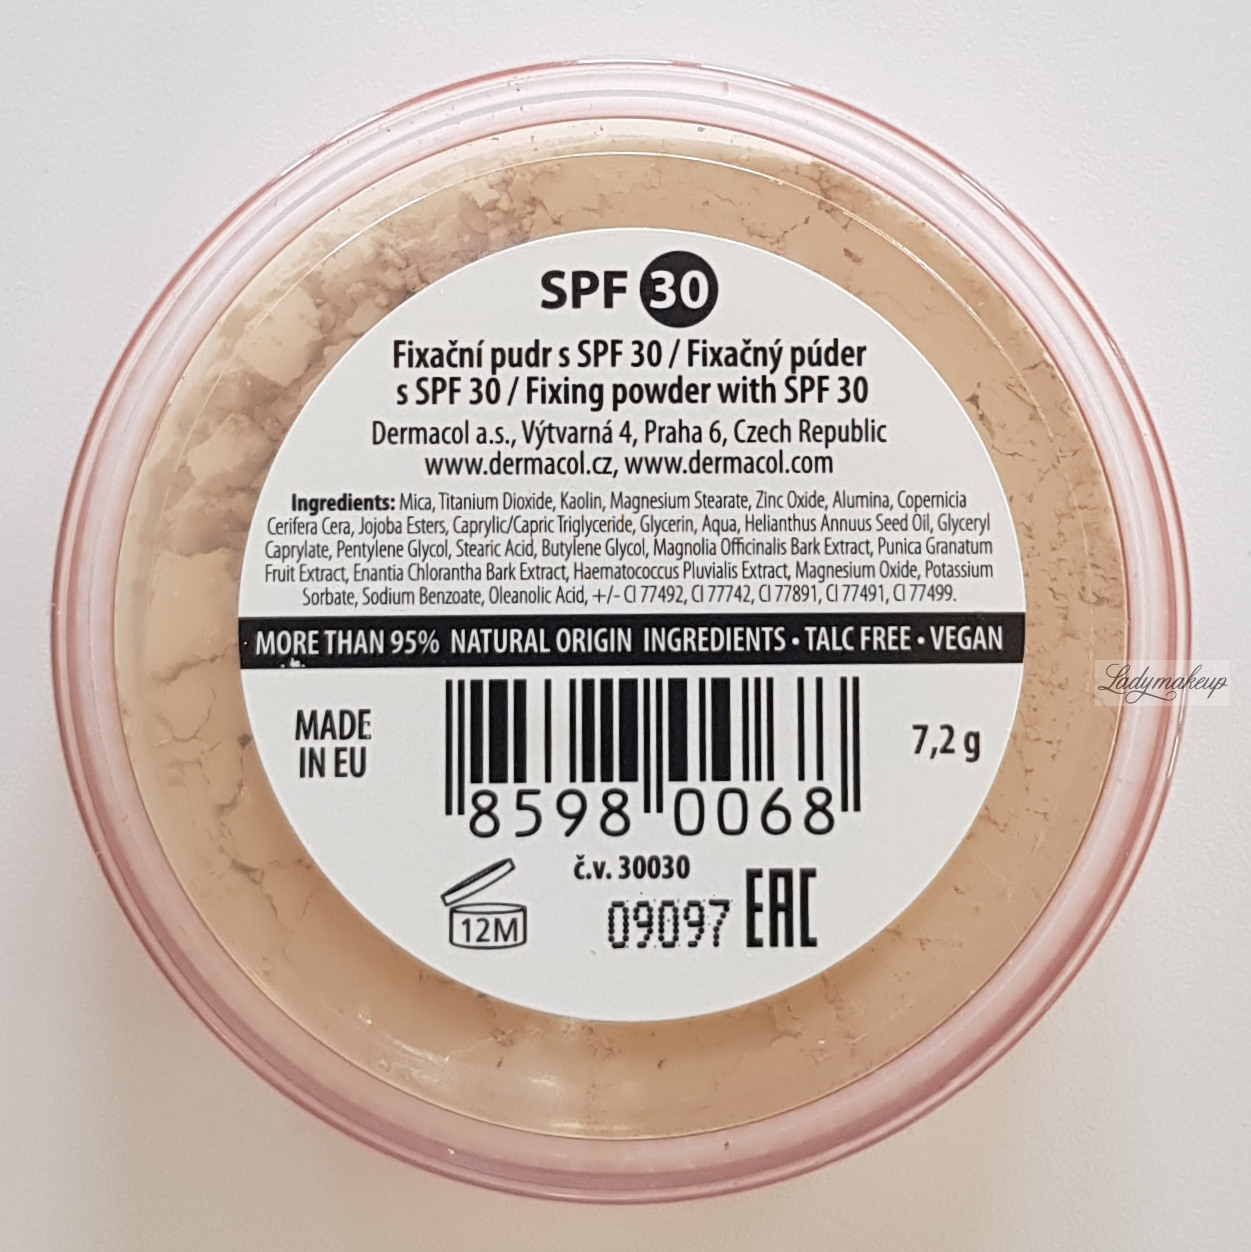 SPF 30
Fixační pudr s SPF 30 / Fixačný púder
s SPF 30 / Fixing powder with SPF 30
Dermacol a.s., Výtvarná 4, Praha 6, Czech Republic
www.dermacol.cz, www.dermacol.com
Ingredients: Mica, Titanium Dioxide, Kaolin, Magnesium Stearate, Zinc Oxide, Alumina, Copernicia
Cerifera Cera, Jojoba Esters, Caprylic/Capric Triglyceride, Glycerin, Aqua, Helianthus Annuus Seed Oil, Glyceryl
Caprylate, Pentylene Glycol, Stearic Acid, Butylene Glycol, Magnolia Officinalis Bark Extract, Punica Granatum
Fruit Extract, Enantia Chlorantha Bark Extract, Haematococcus Pluvialis Extract, Magnesium Oxide, Potassium
Sorbate, Sodium Benzoate, Oleanolic Acid, +/- CI 77492, CI 77742, CI 77891, CI 77491, CI 77499.
MORE THAN 95% NATURAL ORIGIN INGREDIENTS • TALC FREE • VEGAN
MADE
IN EU
7,2 g
8598 0068
č.v. 30030
12M
09097
EAC
Ladymakeup